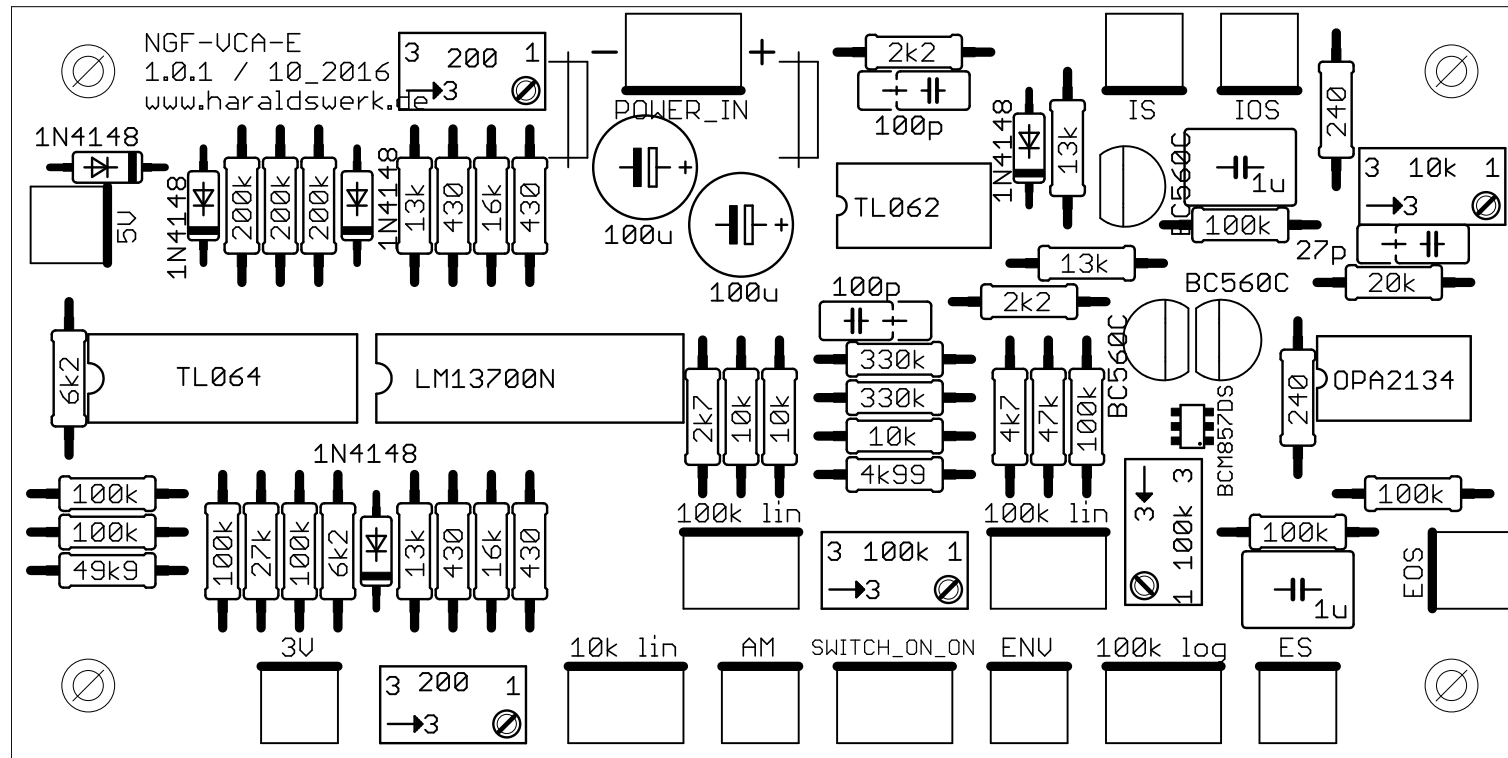 NGF-VCA-E
1.0.1 / 10_2016
www.haraldswerk.de
3 200 1
3
- +
POWER_IN
2k2
100p
IS
IOS
240
1N4148
1N4148
200k
200k
200k
1N4148
13k
430
16k
430
100u
+
100u
+
TL062
1N4148
13k
BC560C
1u
100k
3 10k 1
3
27p
20k
5V
13k
2k2
100p
BC560C
BC560C
6k2
TL064
LM13700N
2k7
10k
10k
330k
330k
10k
4k99
4k7
47k
100k
BCM857DS
240
OPA2134
1N4148
100k
100k
49k9
100k
27k
100k
6k2
13k
430
16k
430
100k lin
3 100k 1
3
100k lin
1 100k 3
3
100k
100k
1u
EOS
3V
3 200 1
3
10k lin
AM
SWITCH_ON_ON
ENV
100k log
ES